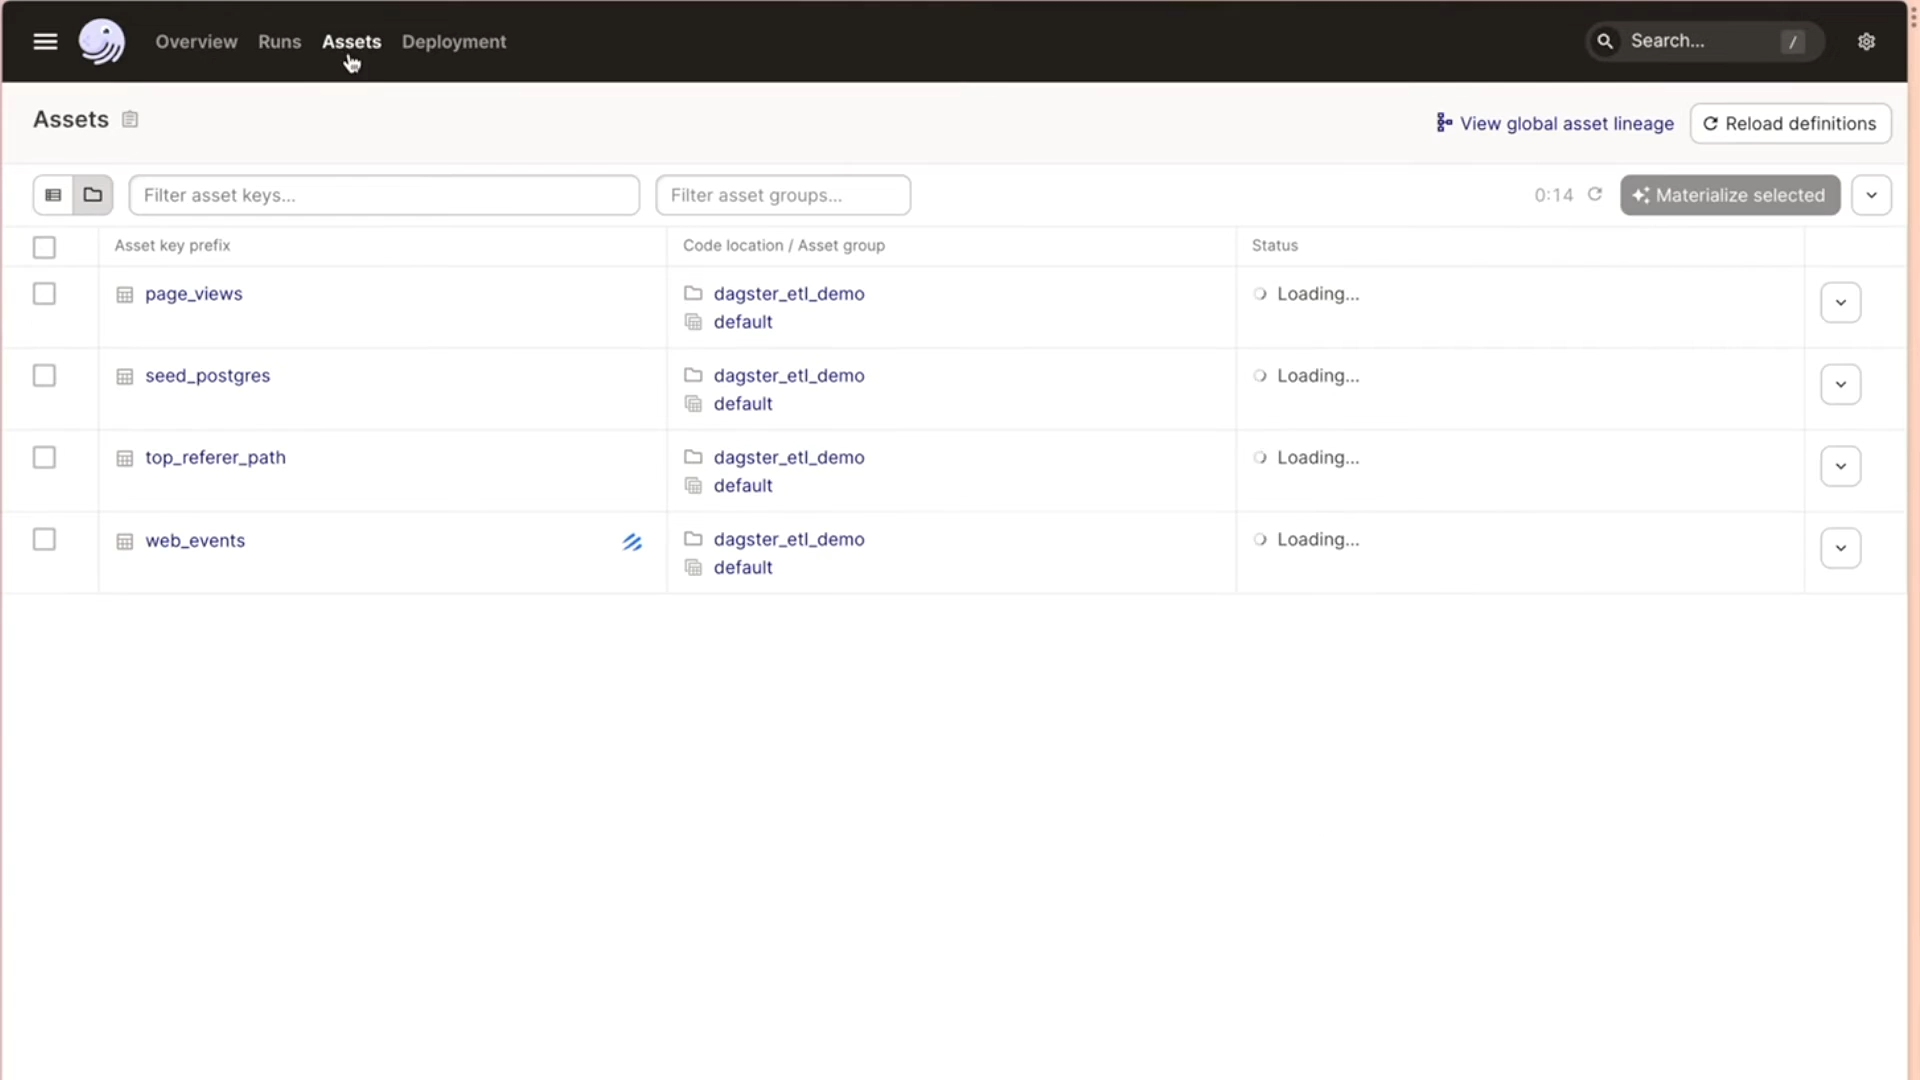 Overview Runs Assets Deployment Search... /
Assets View global asset lineage Reload definitions
Filter asset keys... Filter asset groups... 0:14 Materialize selected
Asset key prefix Code location / Asset group Status
page_views dagster_etl_demo Loading...
default
seed_postgres dagster_etl_demo Loading...
default
top_referer_path dagster_etl_demo Loading...
default
web_events dagster_etl_demo Loading...
default